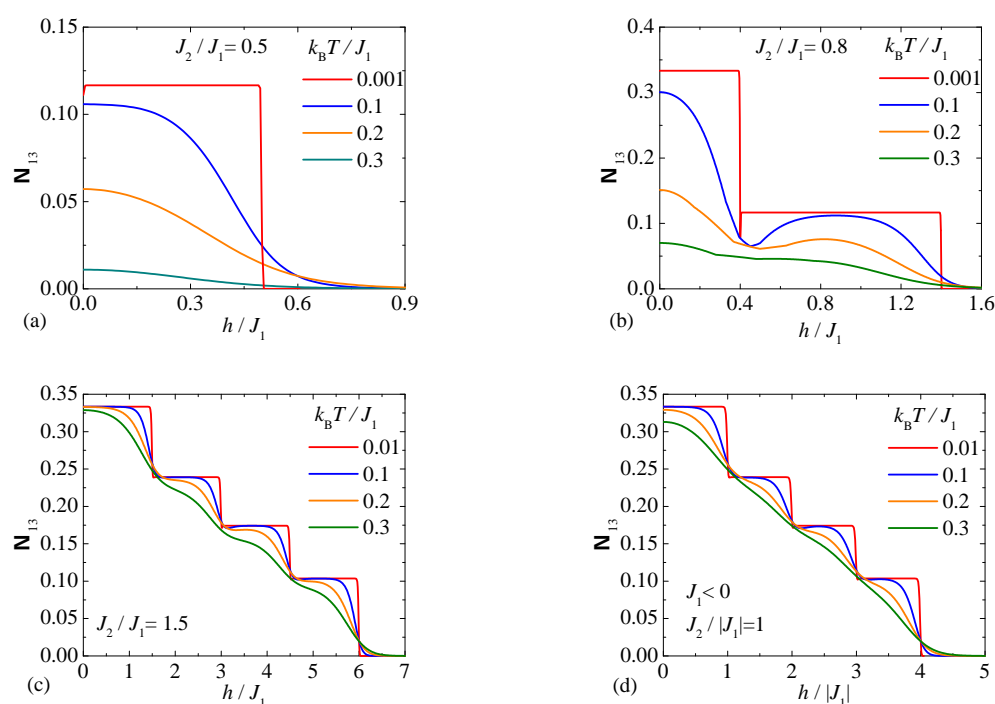 0.15
0.10
0.05
0.00
N₁₃
J₂ / J₁= 0.5
k_BT / J₁
0.001
0.1
0.2
0.3
0.0 0.3 0.6 0.9
(a)
h / J₁
0.4
0.3
0.2
0.1
0.0
N₁₃
J₂ / J₁= 0.8
k_BT / J₁
0.001
0.1
0.2
0.3
0.0 0.4 0.8 1.2 1.6
(b)
h / J₁
0.35
0.30
0.25
0.20
0.15
0.10
0.05
0.00
N₁₃
k_BT / J₁
0.01
0.1
0.2
0.3
J₂ / J₁= 1.5
0 1 2 3 4 5 6 7
(c)
h / J₁
0.35
0.30
0.25
0.20
0.15
0.10
0.05
0.00
N₁₃
k_BT / J₁
0.01
0.1
0.2
0.3
J₁< 0
J₂ / |J₁|=1
0 1 2 3 4 5
(d)
h / |J₁|